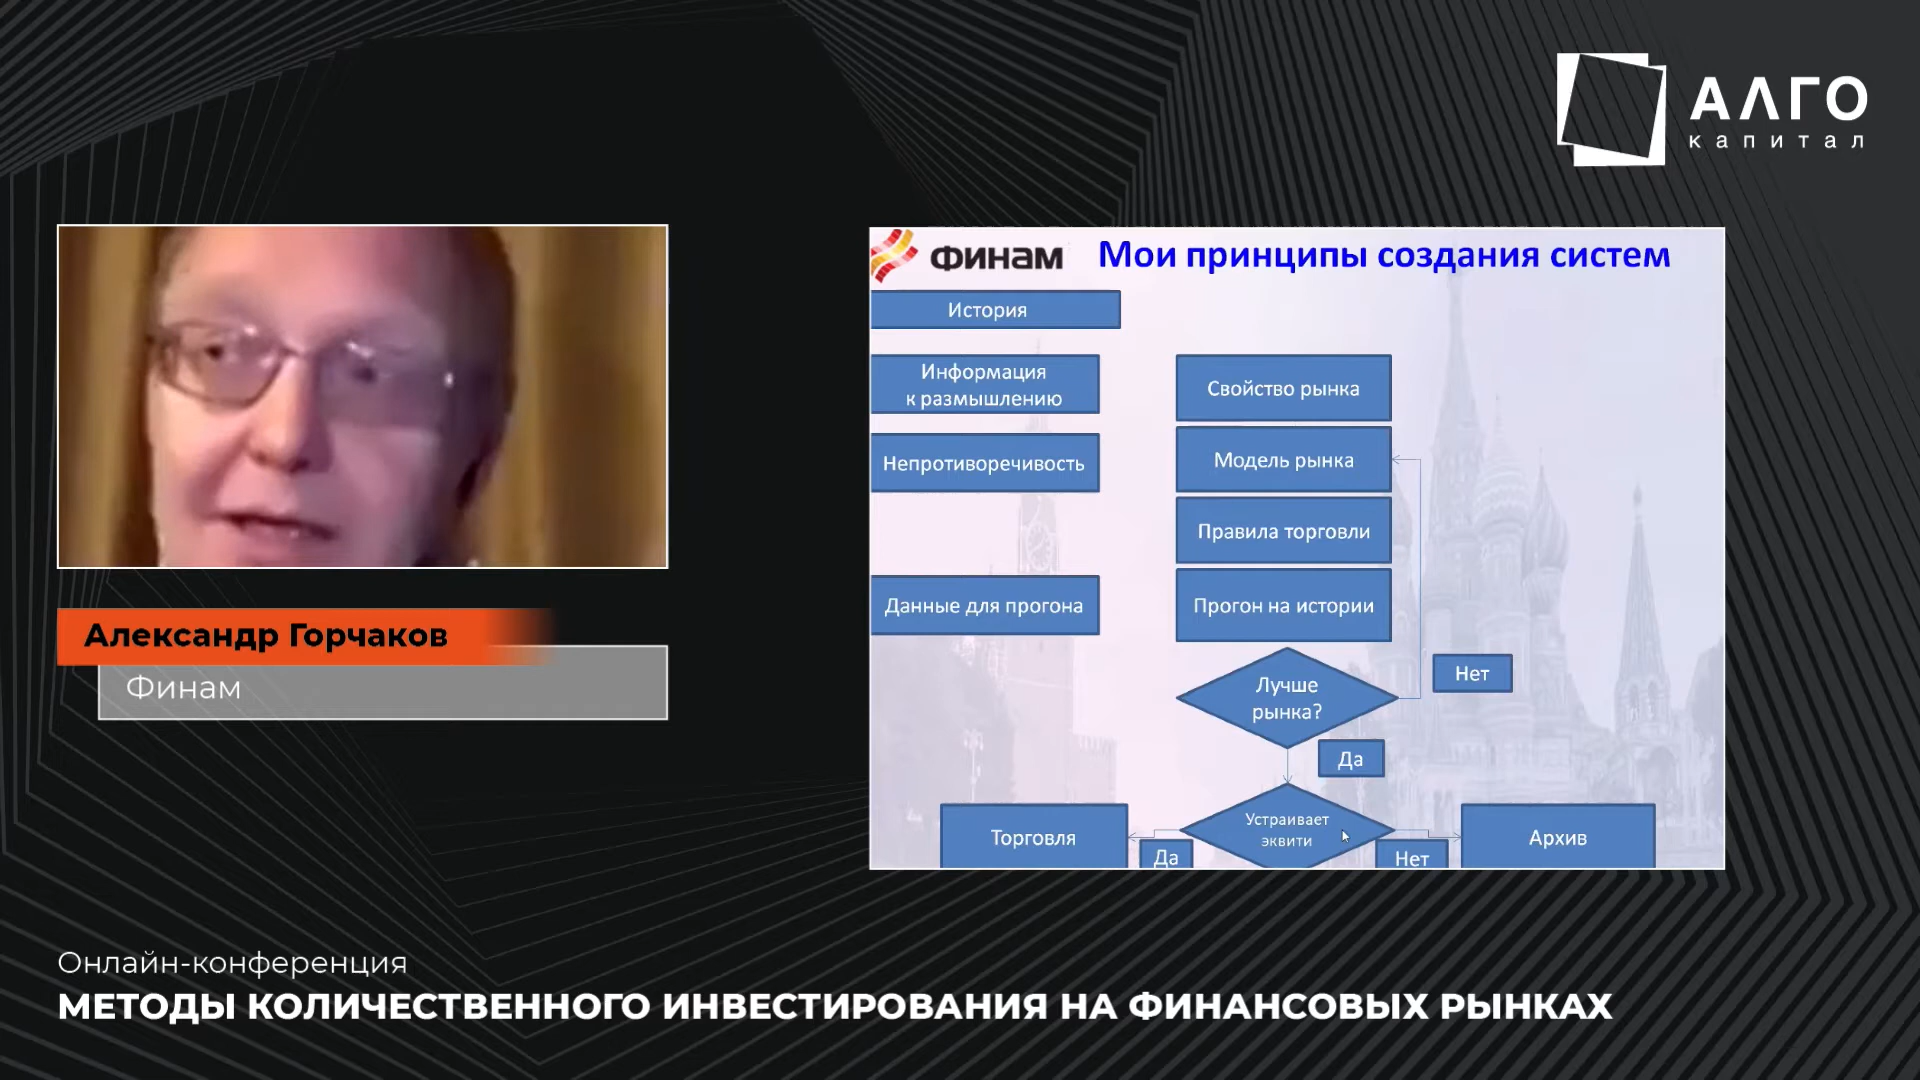 АЛГО
капитал
ФИНАМ
Мои принципы создания систем
История
Информация
к размышлению
Свойство рынка
Непротиворечивость
Модель рынка
Правила торговли
Данные для прогона
Прогон на истории
Лучше
рынка?
Нет
Да
Устраивает
эквити
Торговля
Да
Нет
Архив
Александр Горчаков
Финам
Онлайн-конференция
МЕТОДЫ КОЛИЧЕСТВЕННОГО ИНВЕСТИРОВАНИЯ НА ФИНАНСОВЫХ РЫНКАХ